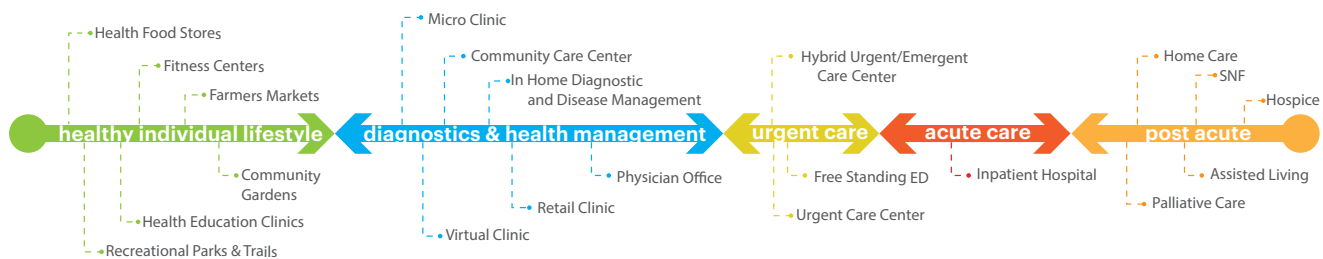 Health Food Stores
Fitness Centers
Farmers Markets
healthy individual lifestyle
Community
Gardens
Health Education Clinics
Recreational Parks & Trails
Micro Clinic
Community Care Center
In Home Diagnostic
and Disease Management
diagnostics & health management
Physician Office
Retail Clinic
Virtual Clinic
Hybrid Urgent/Emergent
Care Center
urgent care
Free Standing ED
Urgent Care Center
acute care
Inpatient Hospital
Home Care
SNF
Hospice
post acute
Assisted Living
Palliative Care